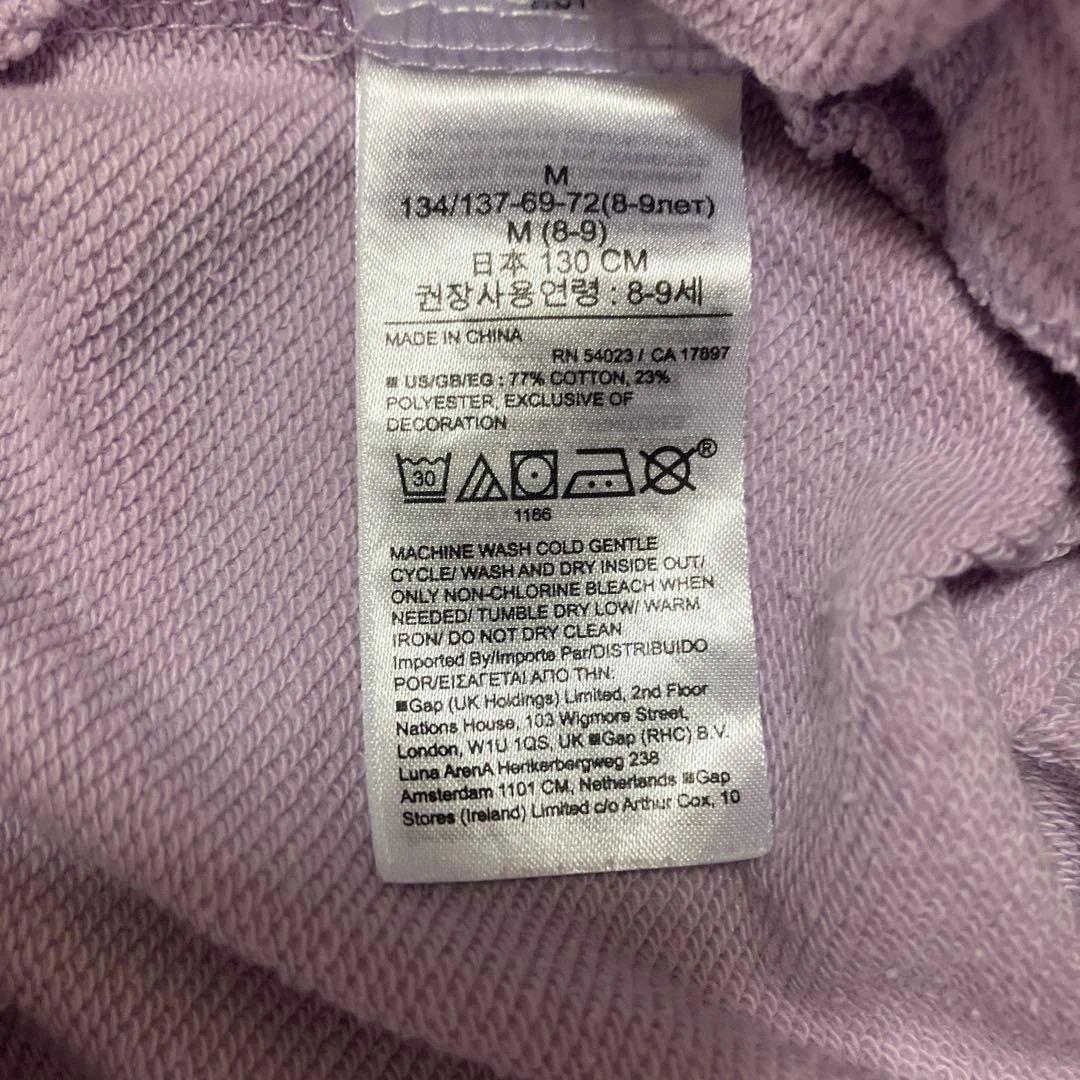 M
134/137-69-72(8-9лет)
M (8-9)
日本 130 CM
권장사용연령 : 8-9세
MADE IN CHINA
RN 54023 / CA 17897
US/GB/EG : 77% COTTON, 23%
POLYESTER, EXCLUSIVE OF
DECORATION
30
®
1166
MACHINE WASH COLD GENTLE
CYCLE/ WASH AND DRY INSIDE OUT/
ONLY NON-CHLORINE BLEACH WHEN
NEEDED/ TUMBLE DRY LOW/ WARM
IRON/ DO NOT DRY CLEAN
Imported By/Importe Par/DISTRIBUIDO
POR/ΕΙΣΑΓΕΤΑΙ ΑΠΟ ΤΗΝ:
Gap (UK Holdings) Limited, 2nd Floor
Nations House, 103 Wigmore Street,
London, W1U 1QS, UK Gap (RHC) B.V.
Luna ArenA Herikerbergweg 238
Amsterdam 1101 CM, Netherlands Gap
Stores (Ireland) Limited c/o Arthur Cox, 10